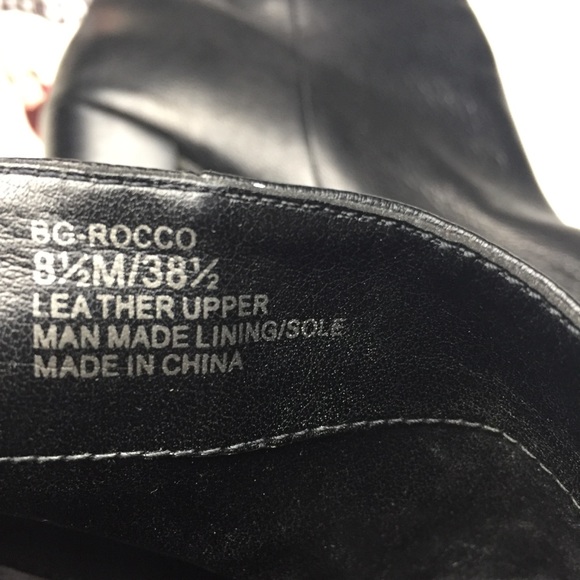 BG-ROCCO
8½M/38½
LEATHER UPPER
MAN MADE LINING/SOLE
MADE IN CHINA